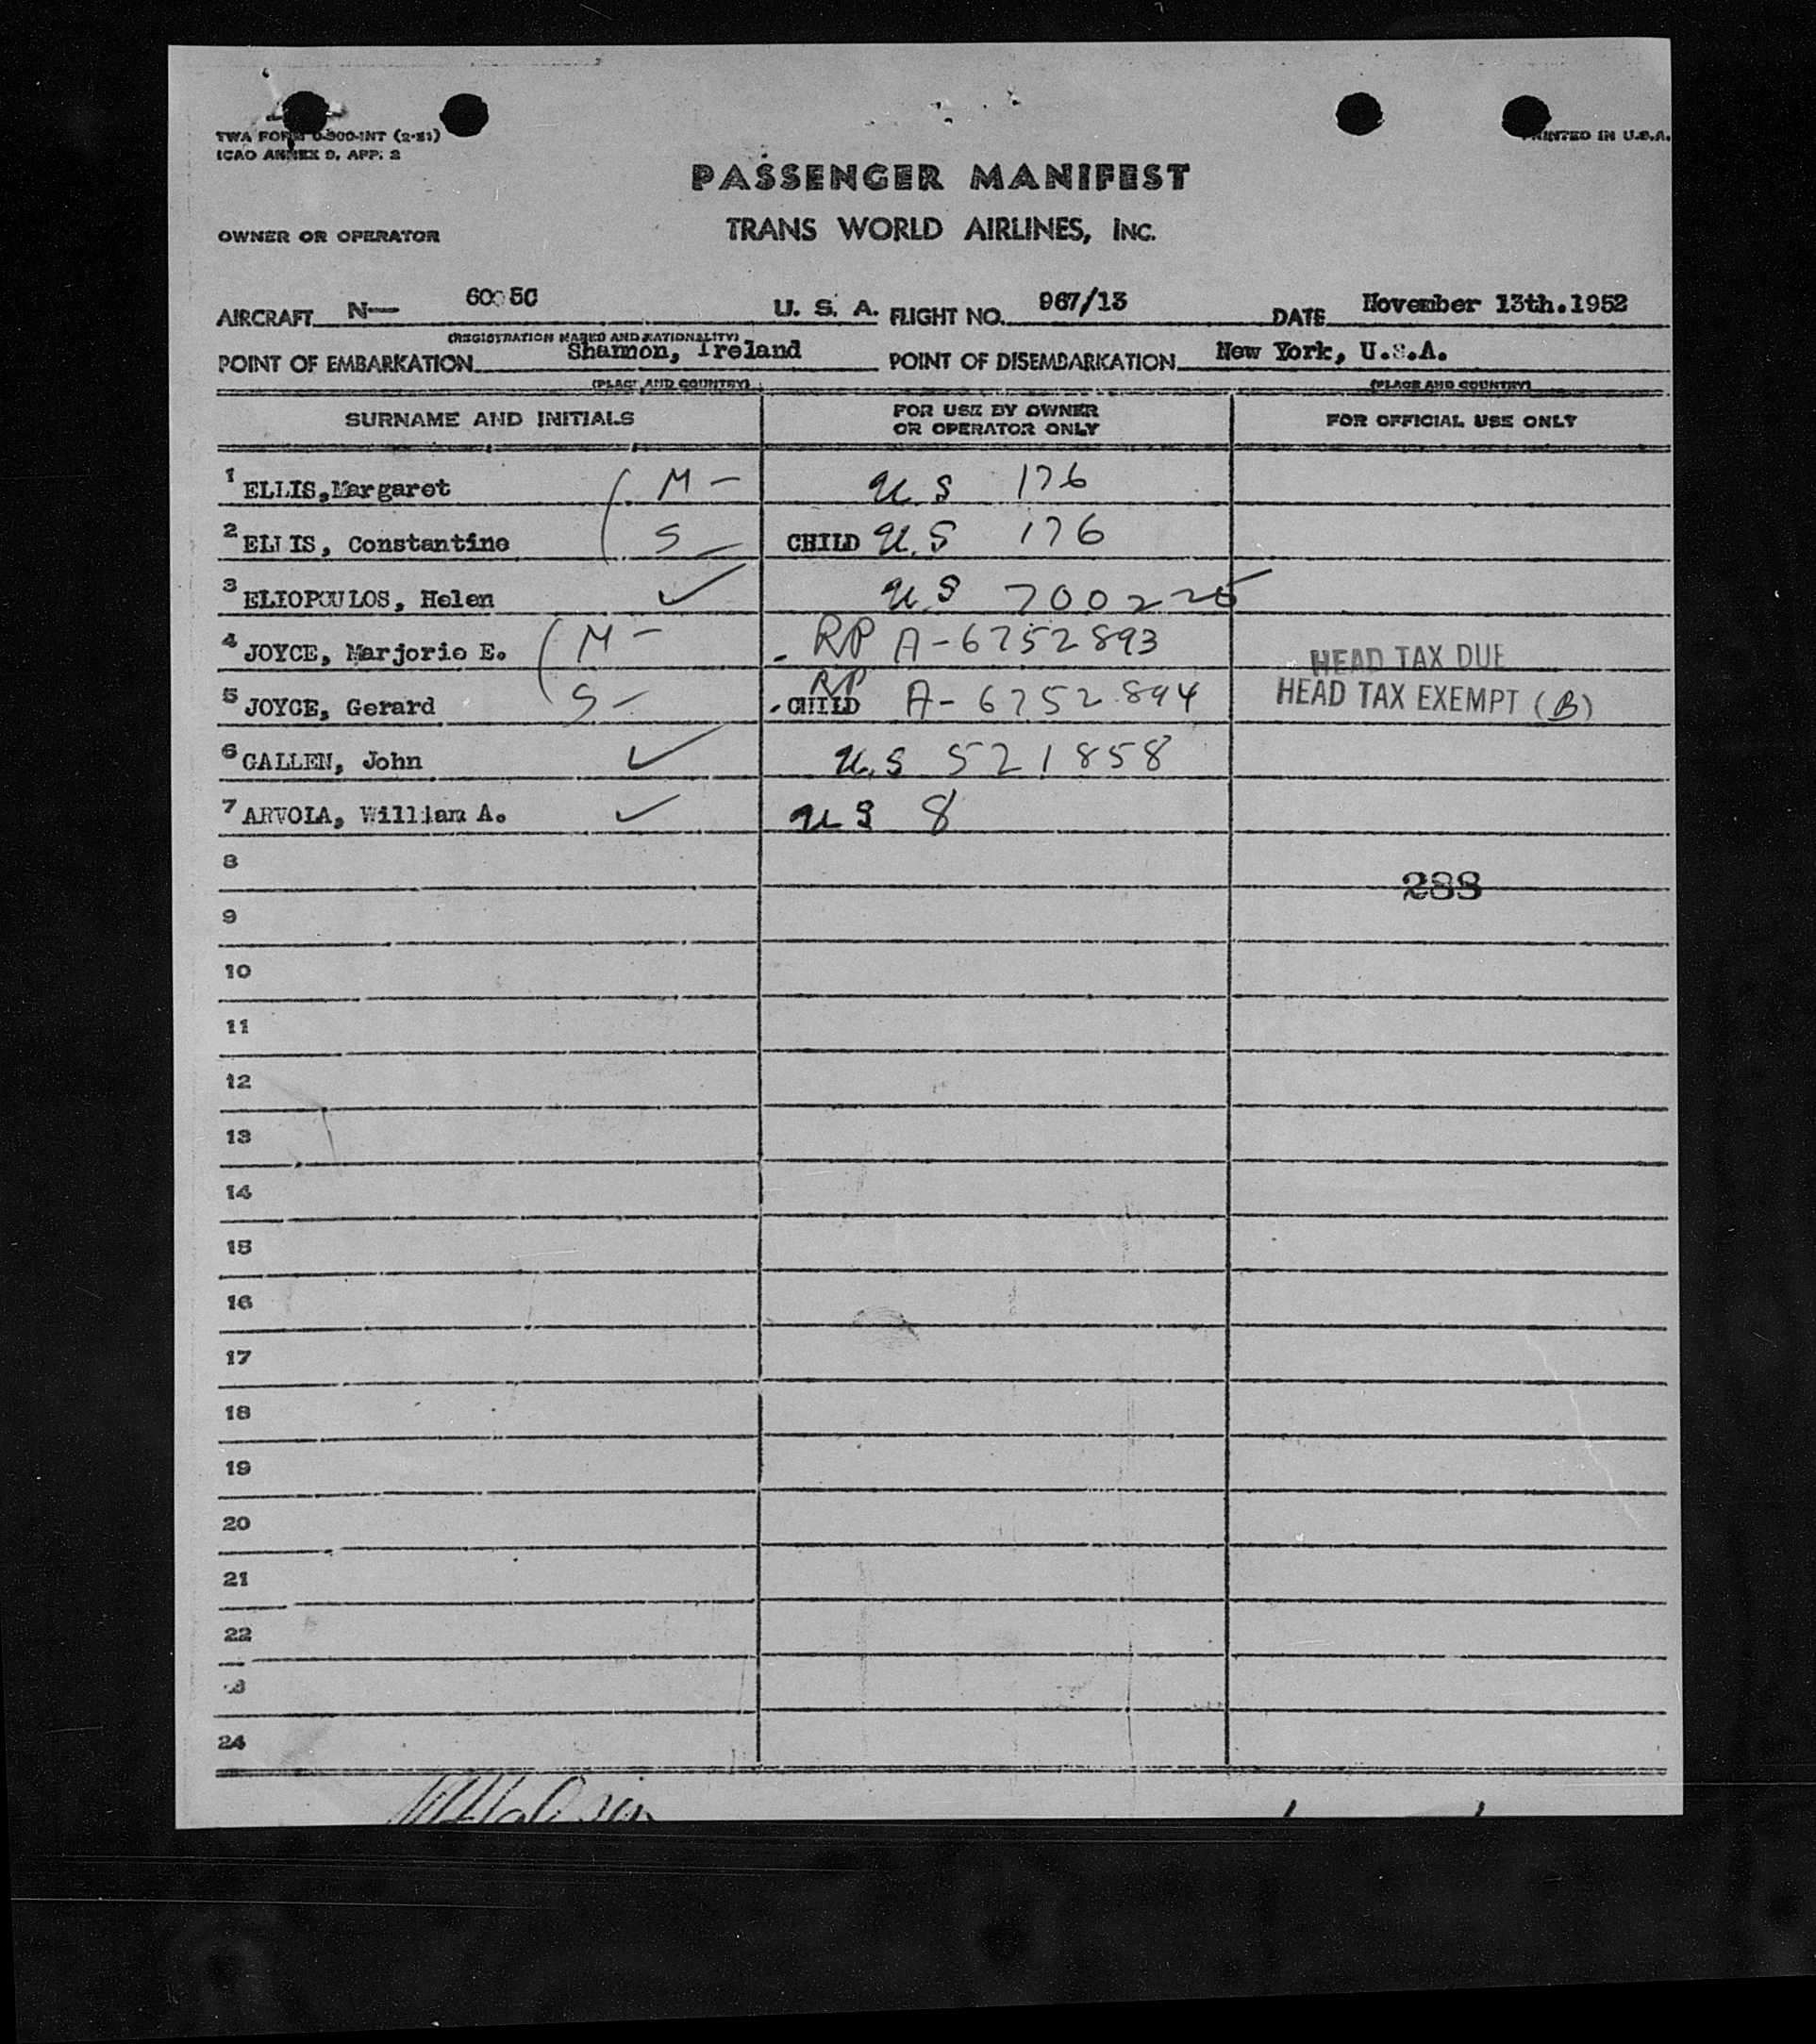 TWA FORM 0-300-INT (2-51)
ICAO ANNEX 9, APP. 2
PRINTED IN U.S.A.
PASSENGER MANIFEST
OWNER OR OPERATOR
TRANS WORLD AIRLINES, INC.
AIRCRAFT N— U. S. A. FLIGHT NO. 967/13 DATE November 13th.1952
(REGISTRATION MARKS AND NATIONALITY)
POINT OF EMBARKATION Shannon, Ireland POINT OF DISEMBARKATION New York, U.S.A.
(PLACE AND COUNTRY) (PLACE AND COUNTRY)
SURNAME AND INITIALS FOR USE BY OWNER OR OPERATOR ONLY FOR OFFICIAL USE ONLY
1 ELLIS,Margaret ( M – U.S 176
2 ELLIS, Constantine S – CHILD U.S 176
3 ELIOPOULOS, Helen ✓ U.S 700225
4 JOYCE, Marjorie E. ( M – RP A-6752893 HEAD TAX DUE
5 JOYCE, Gerard S – RP CHILD A-6752894 HEAD TAX EXEMPT (B)
6 GALLEN, John ✓ U.S 521858
7 ARVOLA, William A. ✓ US 8
8
288
9
10
11
12
13
14
15
16
17
18
19
20
21
22
24